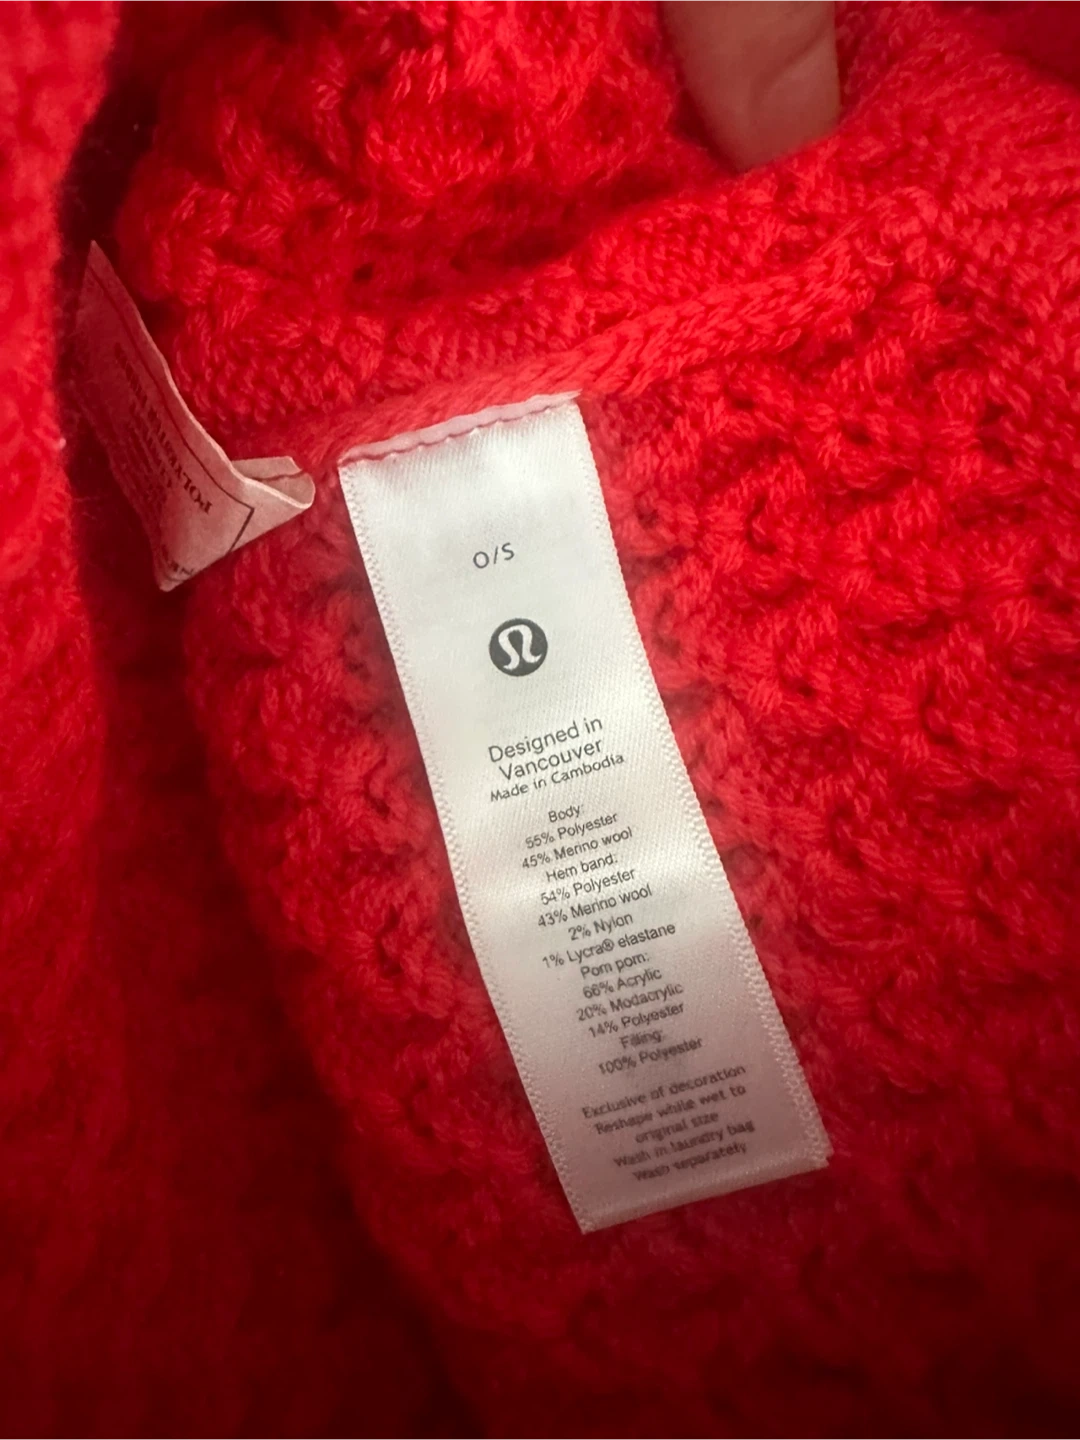 O/S
Designed in
Vancouver
Made in Cambodia
Body:
55% Polyester
45% Merino wool
Hem band:
54% Polyester
43% Merino wool
2% Nylon
1% Lycra® elastane
Pom pom:
66% Acrylic
20% Modacrylic
14% Polyester
Filling:
100% Polyester
Exclusive of decoration
Reshape while wet to
original size
Wash in laundry bag
Wash separately